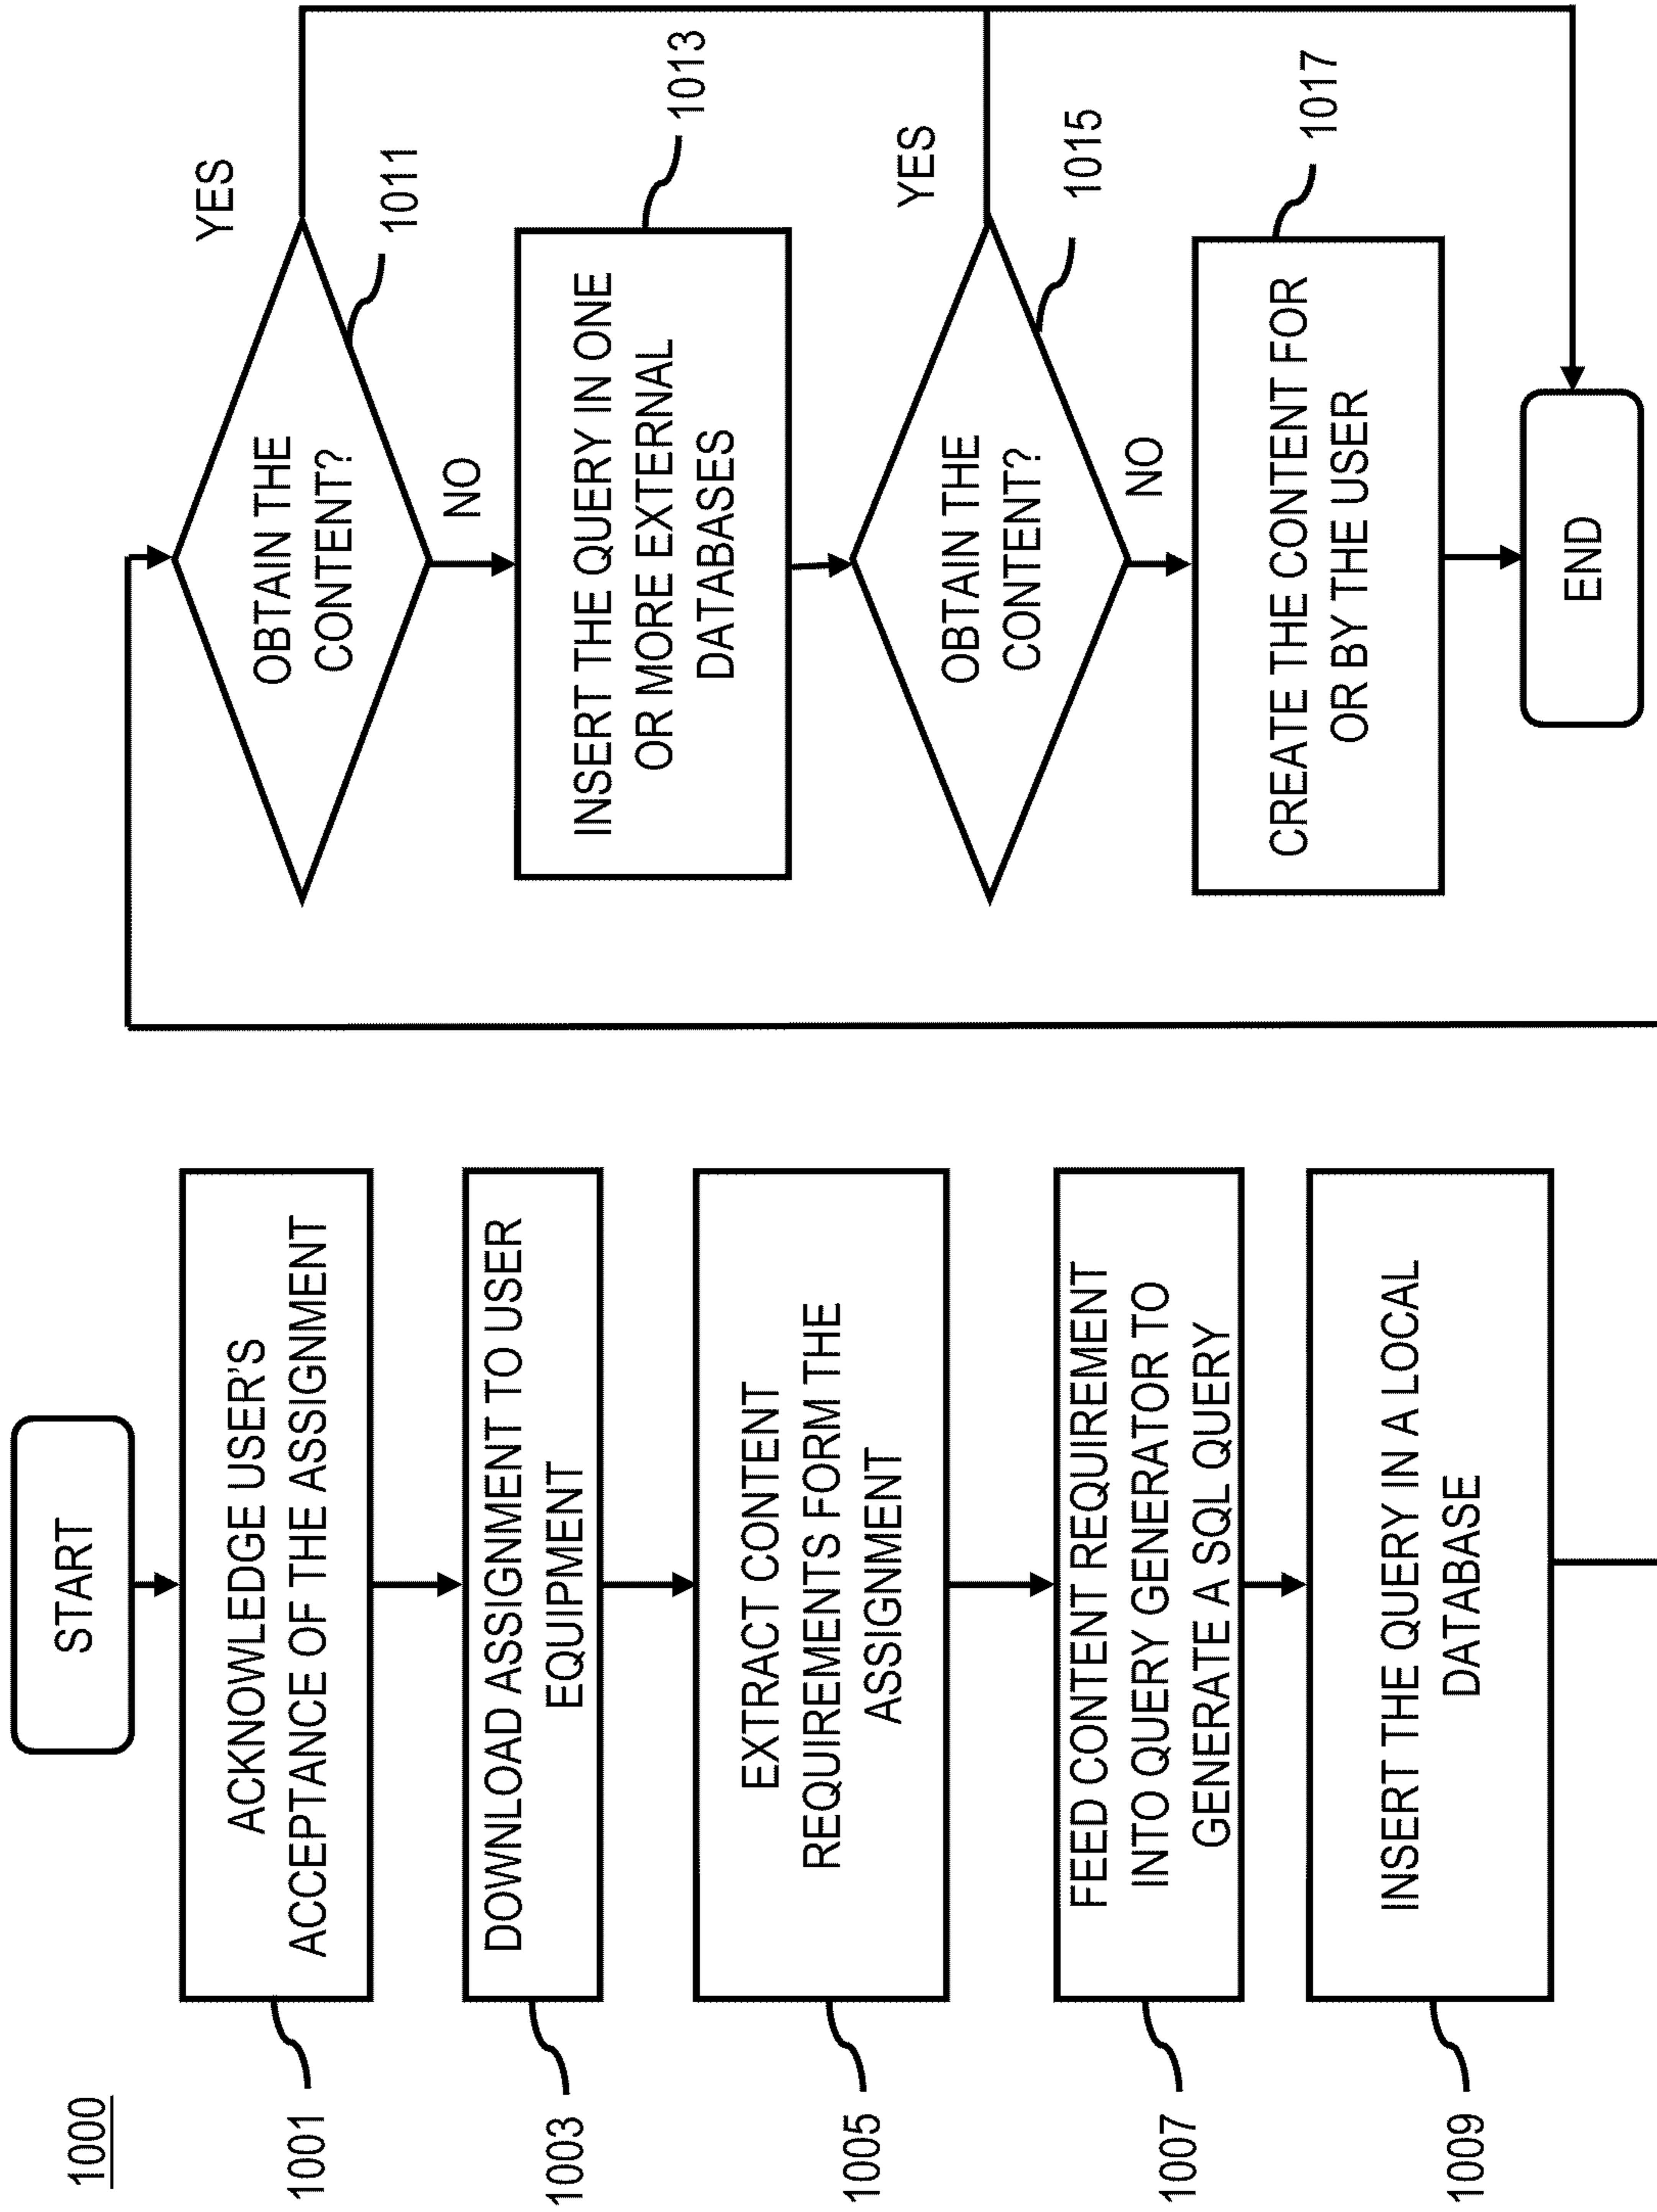 1000
START
ACKNOWLEDGE USER'S
ACCEPTANCE OF THE ASSIGNMENT
1001
DOWNLOAD ASSIGNMENT TO USER
EQUIPMENT
1003
EXTRACT CONTENT
REQUIREMENTS FORM THE
ASSIGNMENT
1005
FEED CONTENT REQUIREMENT
INTO QUERY GENERATOR TO
GENERATE A SQL QUERY
1007
INSERT THE QUERY IN A LOCAL
DATABASE
1009
OBTAIN THE
CONTENT?
YES
1011
NO
INSERT THE QUERY IN ONE
OR MORE EXTERNAL
DATABASES
1013
OBTAIN THE
CONTENT?
YES
1015
NO
CREATE THE CONTENT FOR
OR BY THE USER
1017
END